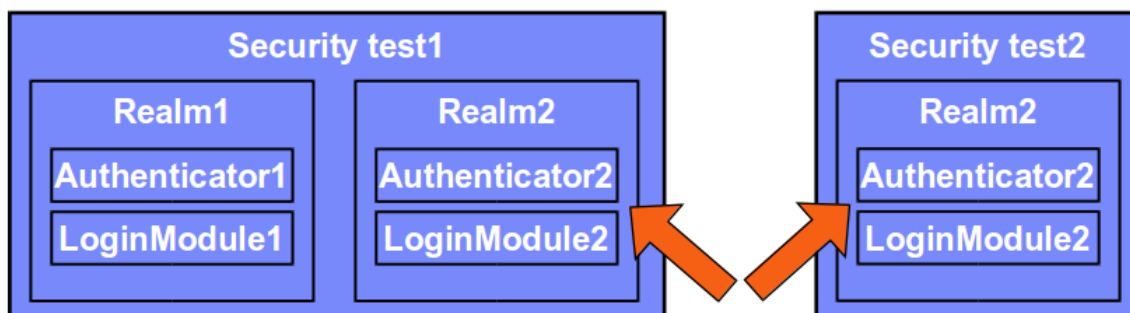 Security test1
Realm1
Authenticator1
LoginModule1
Realm2
Authenticator2
LoginModule2
Security test2
Realm2
Authenticator2
LoginModule2